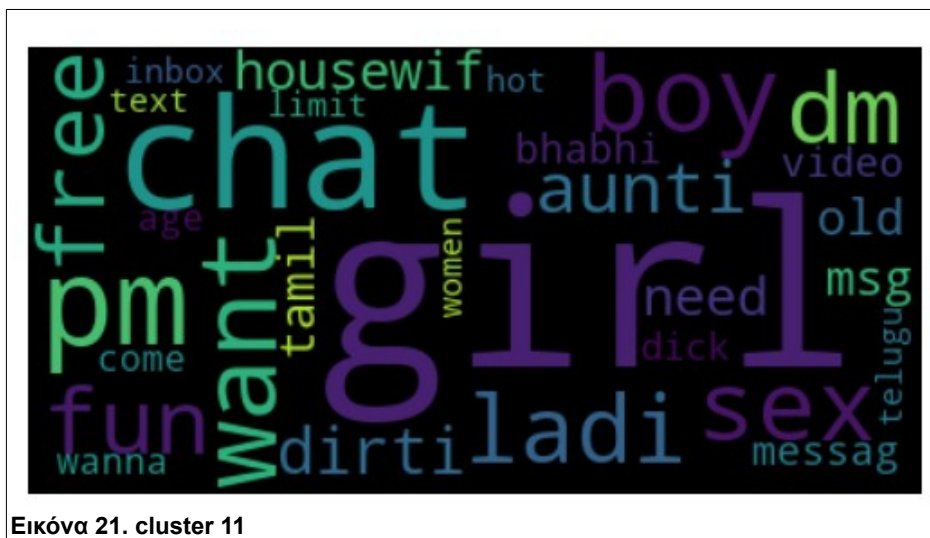 free
inbox
housewif
hot
boy
dm
text
limit
chat
bhabhi
video
age
aunti
old
want
tamil
women
girl
need
msg
pm
come
dick
telugu
fun
ladi
sex
wanna
dirti
messag
Εικόνα 21. cluster 11